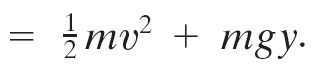 = ½mv² + mgy.